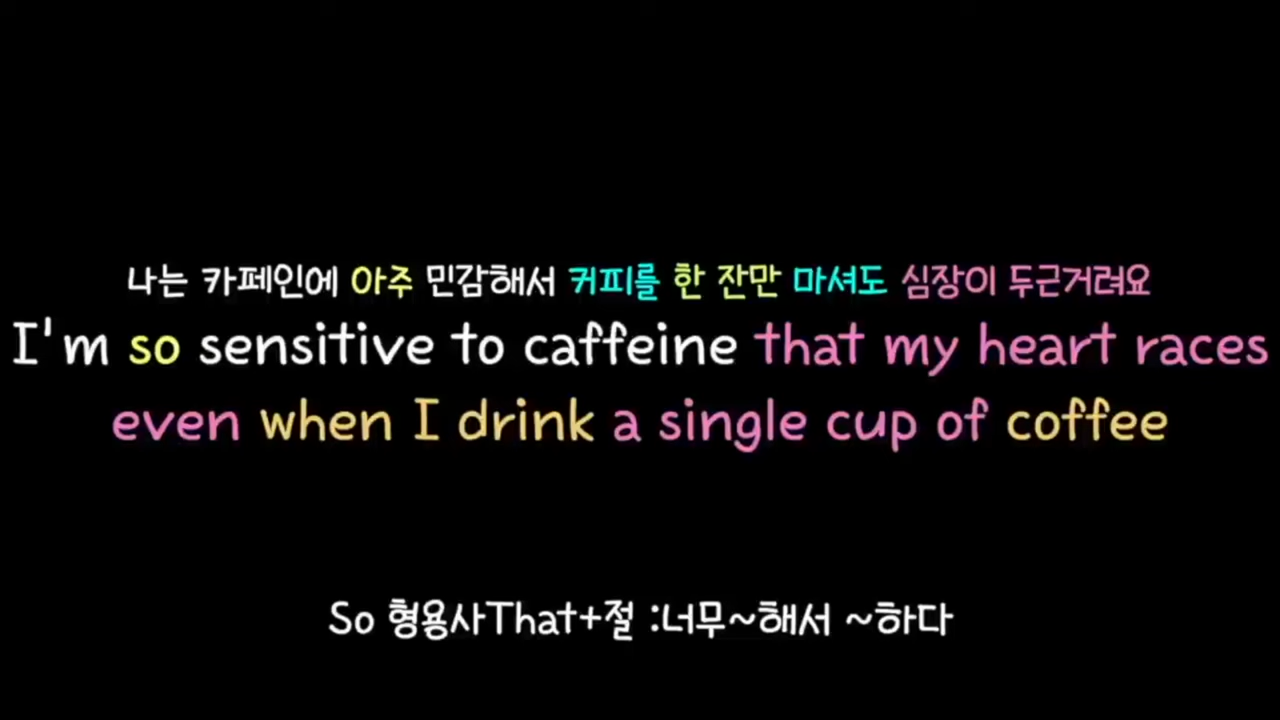 나는 카페인에 아주 민감해서 커피를 한 잔만 마셔도 심장이 두근거려요
I'm so sensitive to caffeine that my heart races
even when I drink a single cup of coffee
So 형용사That+절 :너무~해서 ~하다